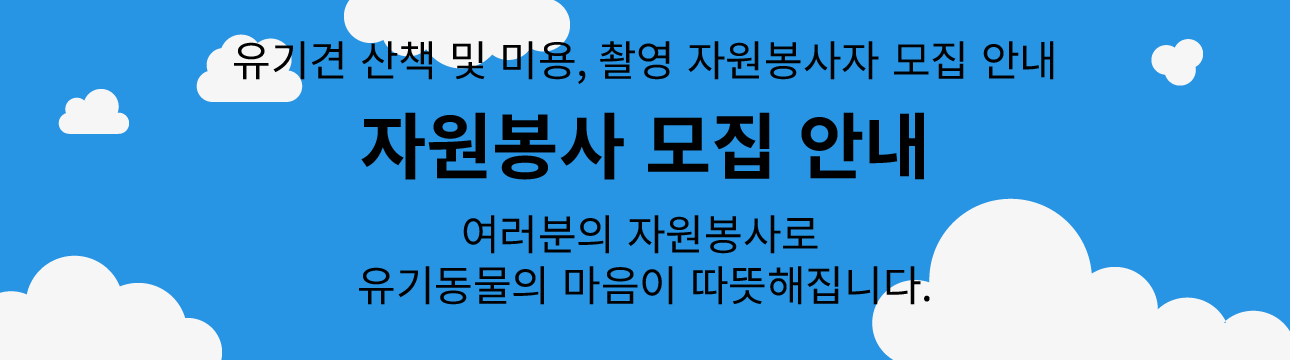 유기견 산책 및 미용, 촬영 자원봉사자 모집 안내
자원봉사 모집 안내
여러분의 자원봉사로
유기동물의 마음이 따뜻해집니다.